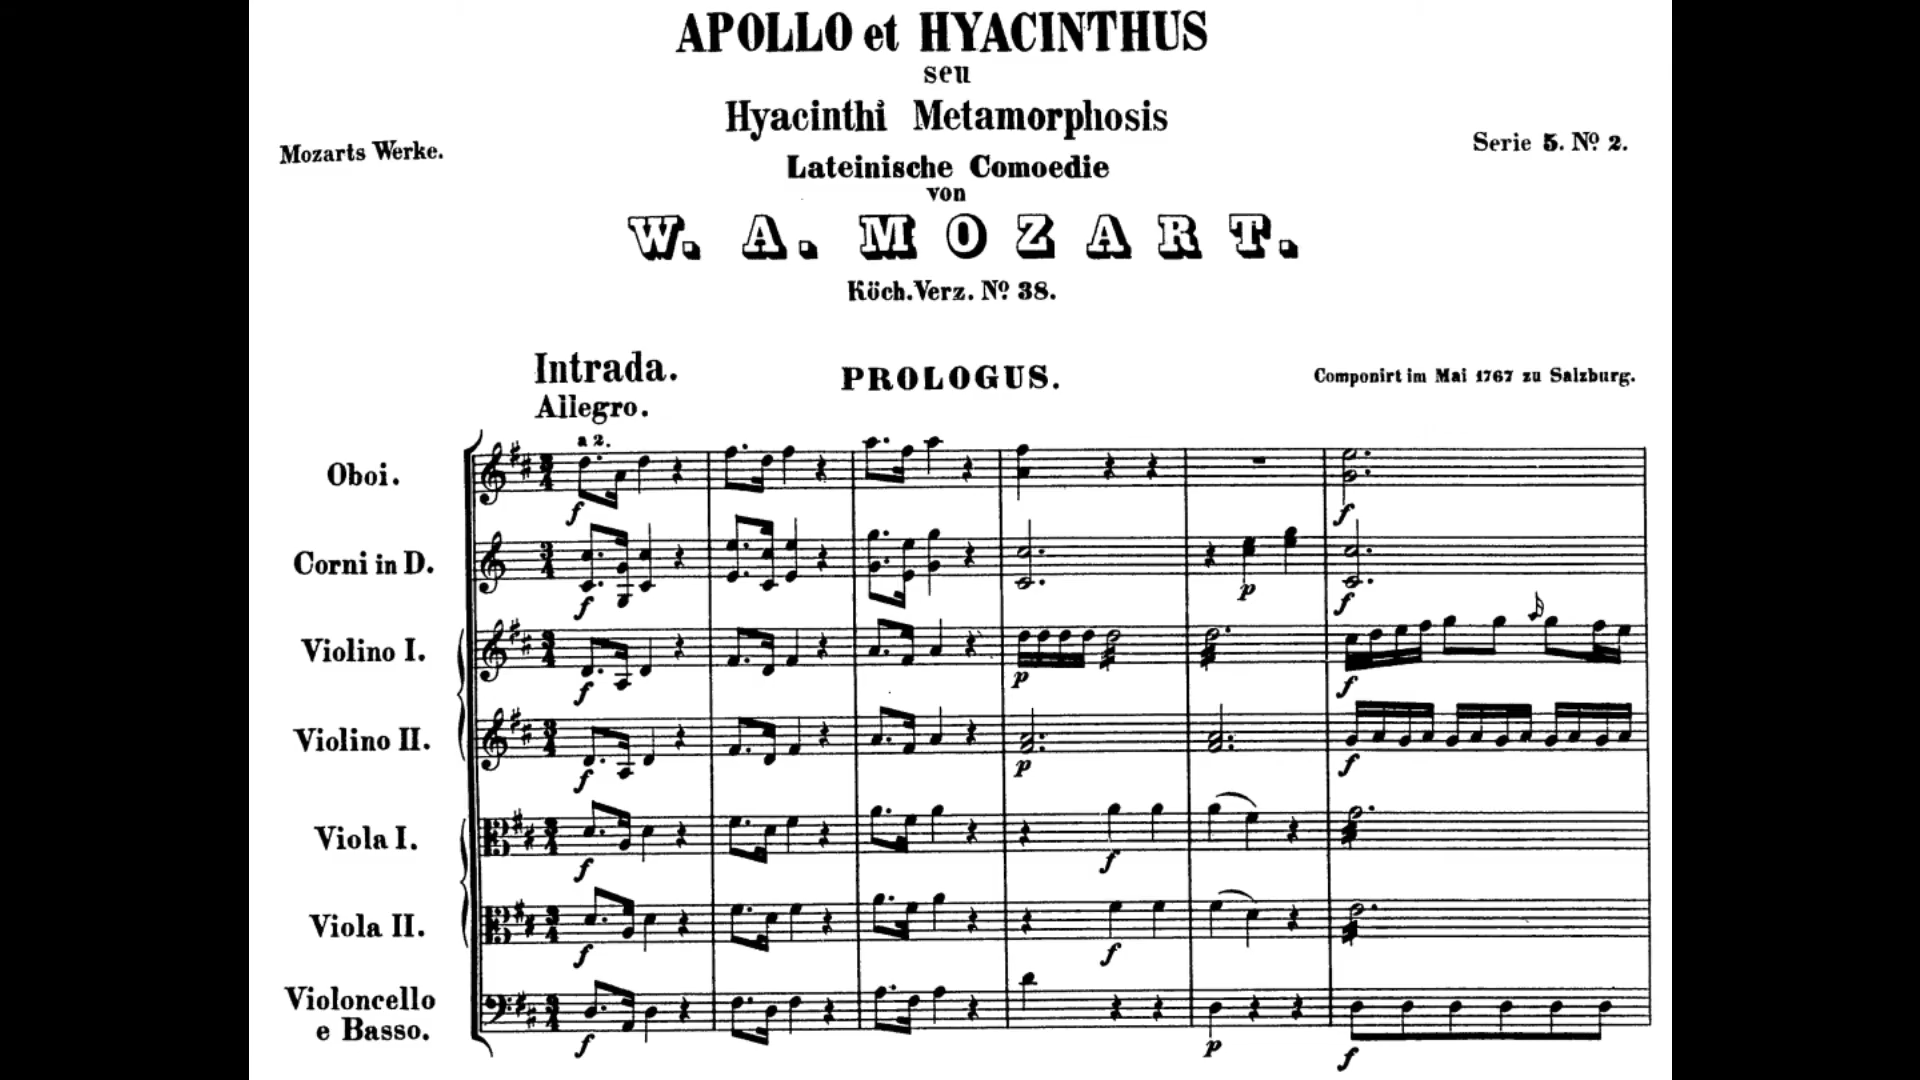 APOLLO et HYACINTHUS
seu
Hyacinthi Metamorphosis
Mozarts Werke.
Lateinische Comoedie
Serie 5. Nº 2.
von
W. A. MOZART.
Köch.Verz. Nº 38.
Intrada.
PROLOGUS.
Componirt im Mai 1767 zu Salzburg.
Allegro.
a 2.
Oboi.
f
f
Corni in D.
f
p
f
Violino I.
f
p
f
Violino II.
f
p
f
Viola I.
f
f
Viola II.
f
f
Violoncello
e Basso.
f
p
f